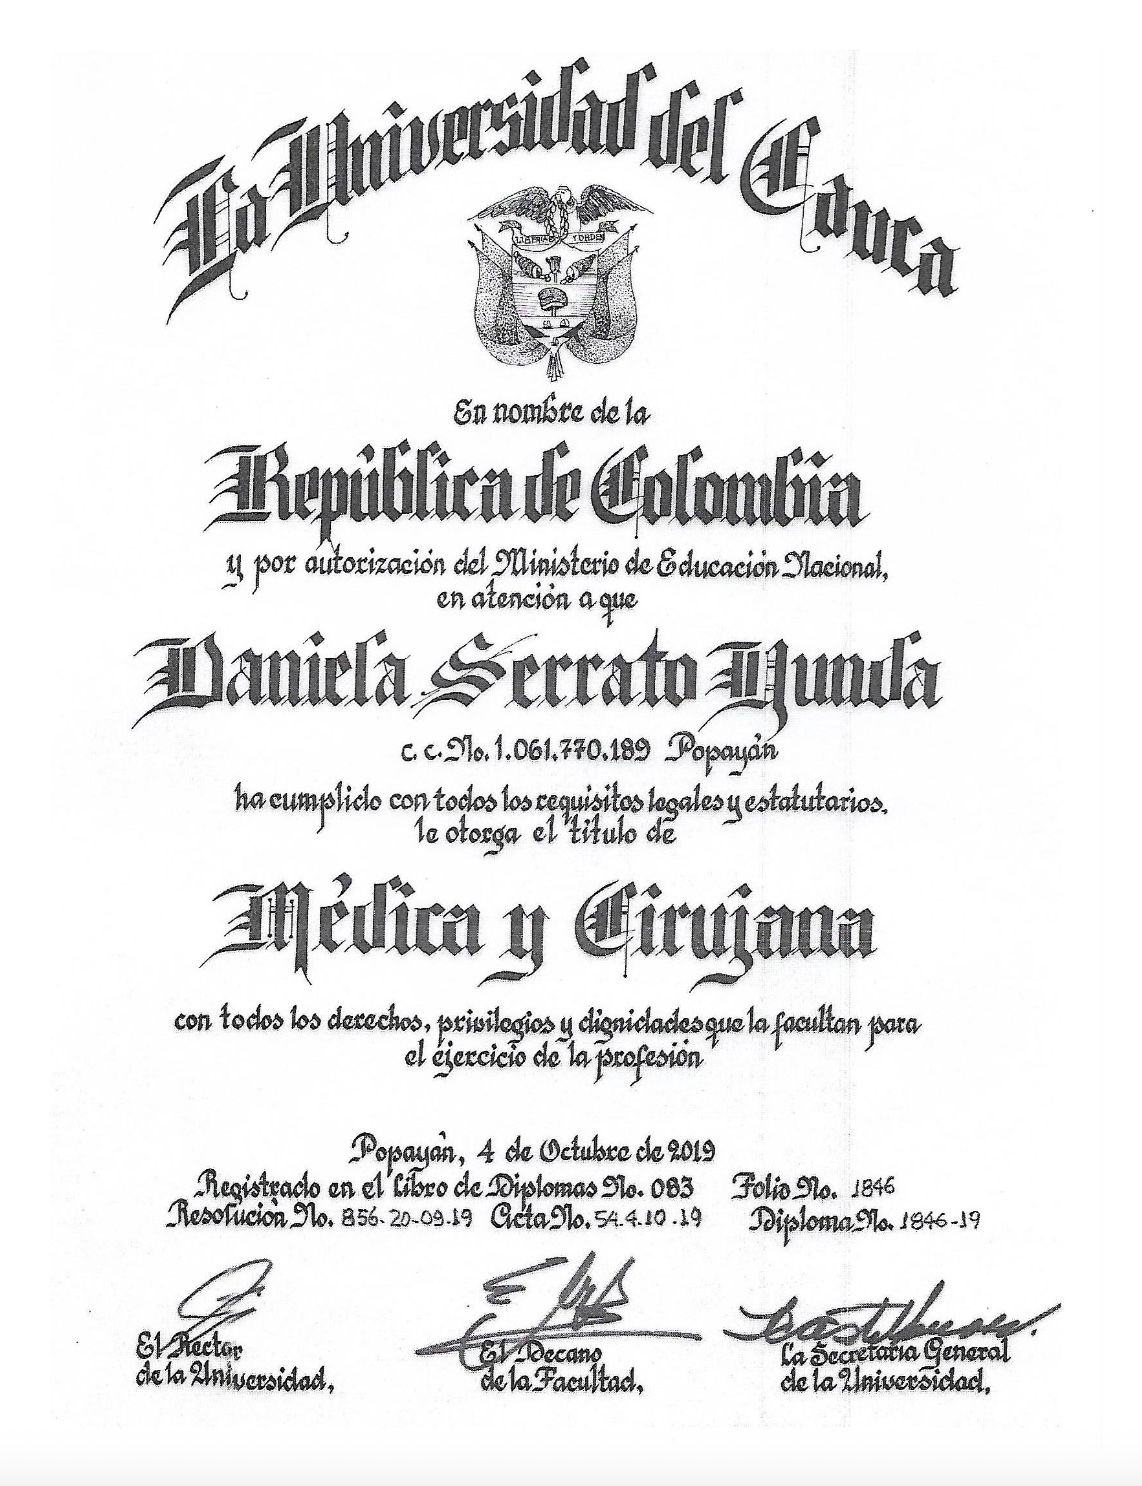 La Universidad del Cauca
LIBERTAD Y ORDEN
En nombre de la
República de Colombia
y por autorización del Ministerio de Educación Nacional,
en atención a que
Daniela Serrato Yunda
c. c. No. 1.061.770.189 Popayán
ha cumplido con todos los requisitos legales y estatutarios,
le otorga el título de
Médica y Cirujana
con todos los derechos, privilegios y dignidades que la facultan para
el ejercicio de la profesión
Popayán, 4 de Octubre de 2019
Registrado en el Libro de Diplomas No. 083 Folio No. 1846
Resolución No. 856-20-09-19 Acta No. 54.4.10.19 Diploma No. 1846-19
El Rector
de la Universidad,
El Decano
de la Facultad,
La Secretaria General
de la Universidad,